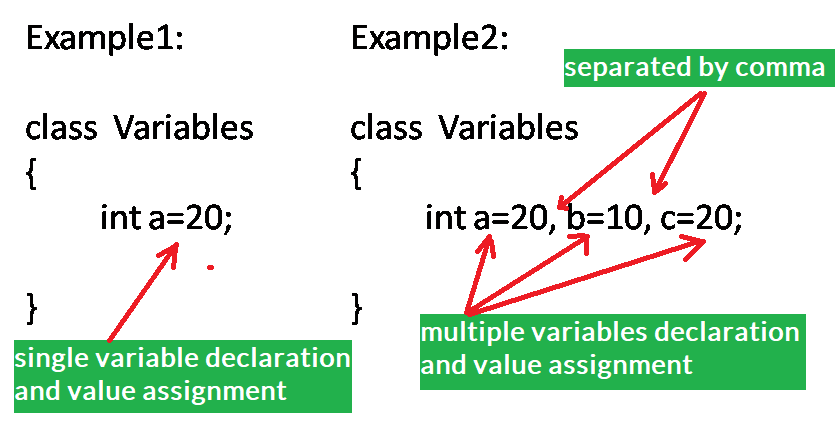 Example1:
class Variables
{
int a=20;
}
single variable declaration
and value assignment
Example2:
separated by comma
class Variables
{
int a=20, b=10, c=20;
}
multiple variables declaration
and value assignment